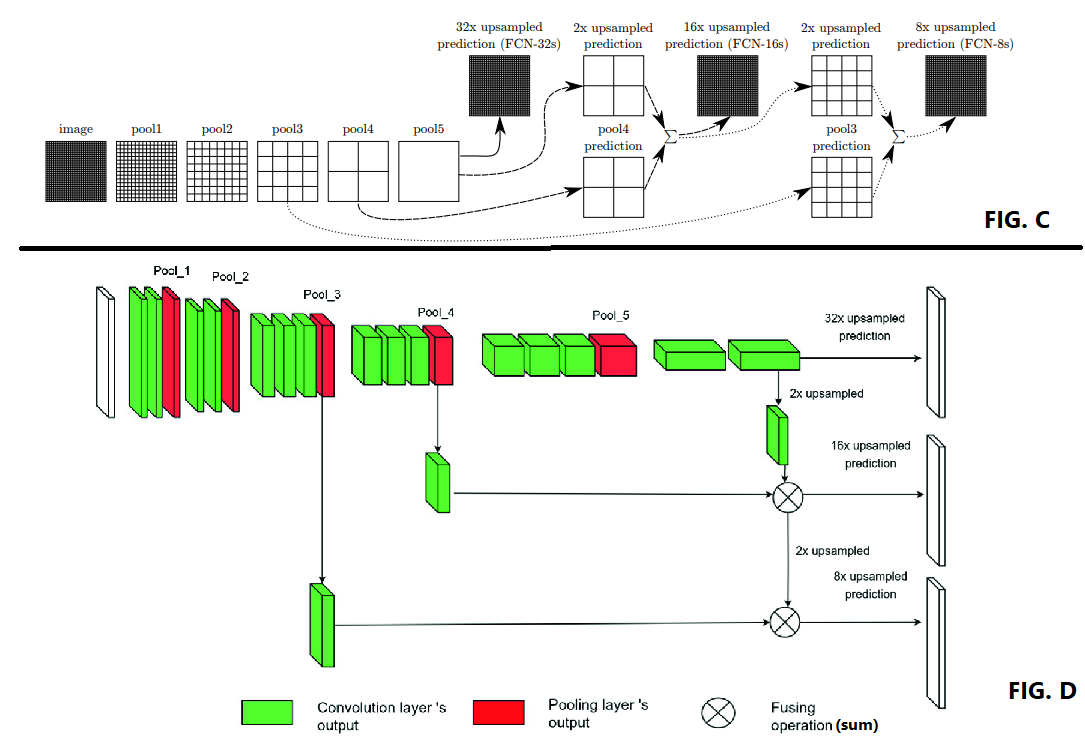 32x upsampled
prediction (FCN-32s)
2x upsampled
prediction
16x upsampled
prediction (FCN-16s)
2x upsampled
prediction
8x upsampled
prediction (FCN-8s)
image
pool1
pool2
pool3
pool4
pool5
pool4
prediction
∑
pool3
prediction
∑
FIG. C
Pool_1
Pool_2
Pool_3
Pool_4
Pool_5
32x upsampled
prediction
2x upsampled
16x upsampled
prediction
2x upsampled
8x upsampled
prediction
FIG. D
Convolution layer 's
output
Pooling layer 's
output
Fusing
operation(sum)